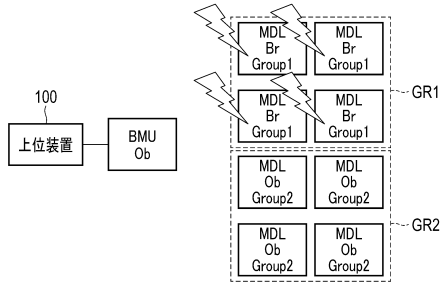 MDL
Br
Group1
MDL
Br
Group1
GR1
MDL
Br
Group1
MDL
Br
Group1
100
上位装置
BMU
Ob
MDL
Ob
Group2
MDL
Ob
Group2
GR2
MDL
Ob
Group2
MDL
Ob
Group2